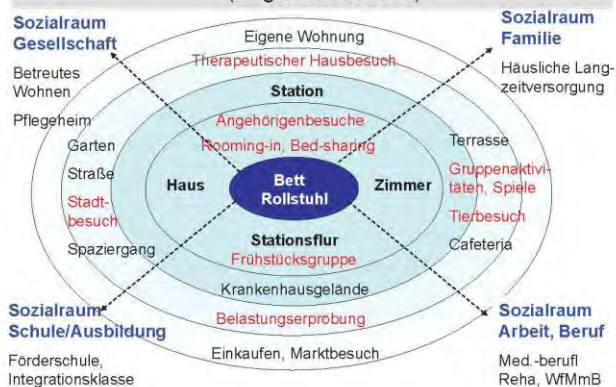 Sozialraum
Gesellschaft
Betreutes
Wohnen
Pflegeheim
Sozialraum
Familie
Häusliche Lang-
zeitversorgung
Eigene Wohnung
Therapeutischer Hausbesuch
Station
Angehörigenbesuche
Rooming-in, Bed-sharing
Garten
Straße
Stadt-
besuch
Spaziergang
Haus
Bett
Rollstuhl
Zimmer
Terrasse
Gruppenaktivi-
täten, Spiele
Tierbesuch
Cafeteria
Stationsflur
Frühstücksgruppe
Krankenhausgelände
Belastungserprobung
Einkaufen, Marktbesuch
Sozialraum
Schule/Ausbildung
Förderschule,
Integrationsklasse
Sozialraum
Arbeit, Beruf
Med.-berufl
Reha, WfMmB